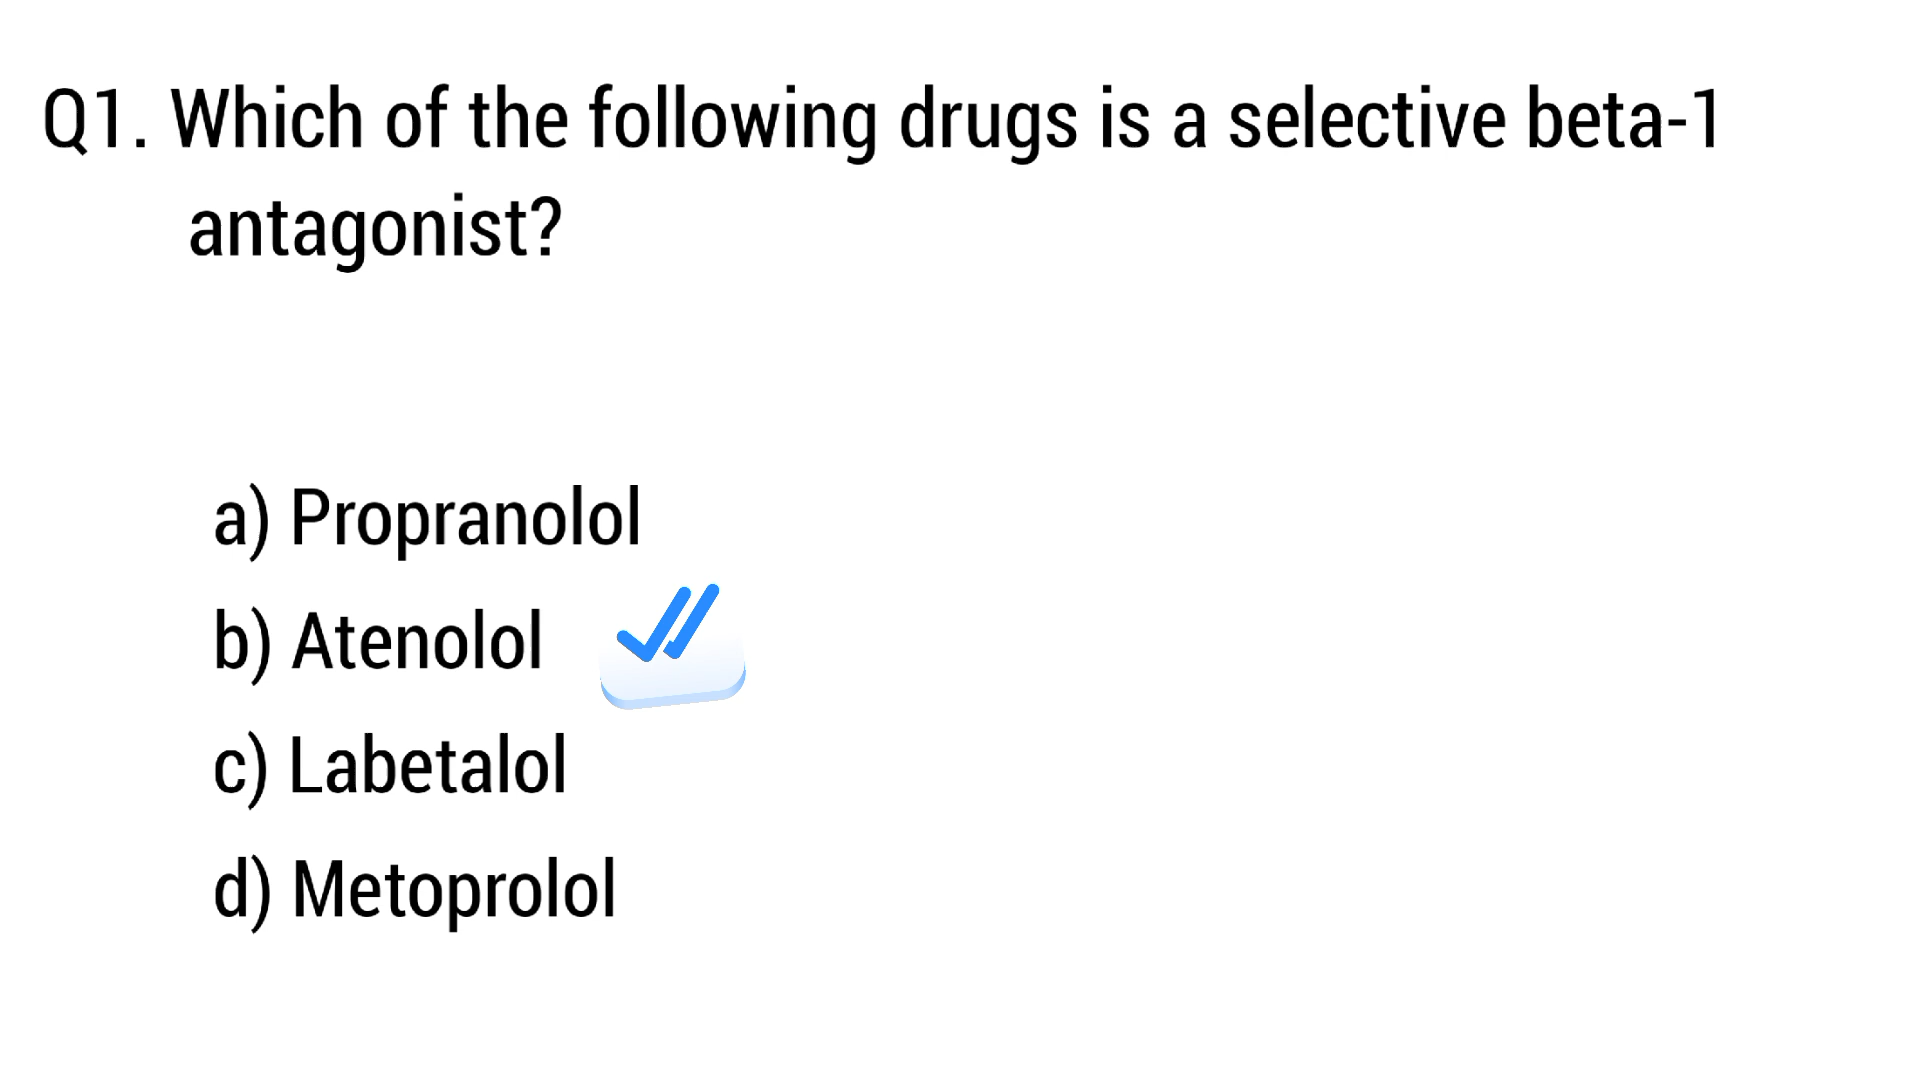 Q1. Which of the following drugs is a selective beta-1
antagonist?
a) Propranolol
b) Atenolol
c) Labetalol
d) Metoprolol